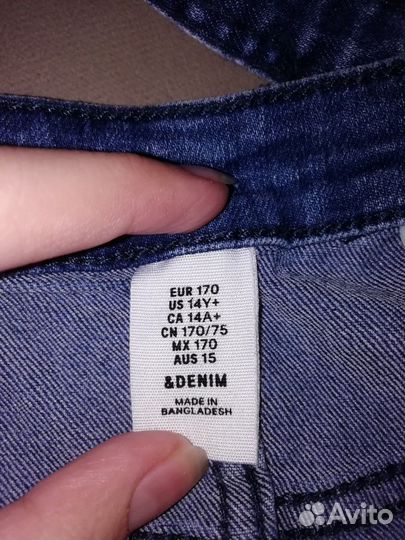 EUR 170
US 14Y+
CA 14A+
CN 170/75
MX 170
AUS 15
&DENIM
MADE IN
BANGLADESH
Avito